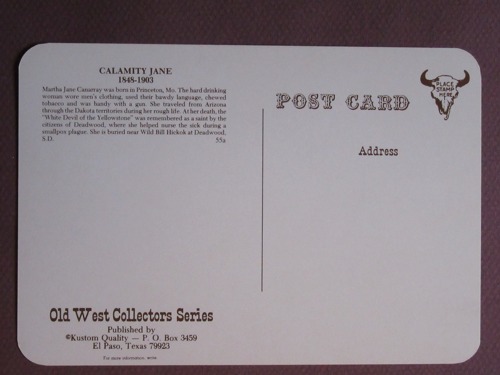 CALAMITY JANE
1848-1903
Martha Jane Cannaray was born in Princeton, Mo. The hard drinking
woman wore men's clothing, used their bawdy language, chewed
tobacco and was handy with a gun. She traveled from Arizona
through the Dakota territories during her rough life. At her death, the
"White Devil of the Yellowstone" was remembered as a saint by the
citizens of Deadwood, where she helped nurse the sick during a
smallpox plague. She is buried near Wild Bill Hickok at Deadwood,
S.D. 55a
POST CARD
PLACE
STAMP
HERE
Address
Old West Collectors Series
Published by
©Kustom Quality — P. O. Box 3459
El Paso, Texas 79923
For more information, write